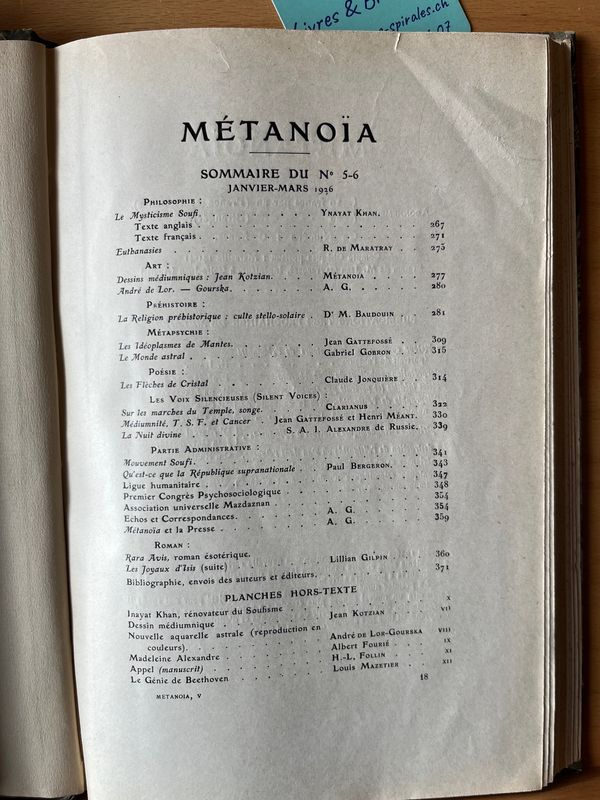 Livres & B
spirales.ch
07
MÉTANOÏA
SOMMAIRE DU Nº 5-6
JANVIER-MARS 1926
PHILOSOPHIE :
Le Mysticisme Soufi. . . . . . . . . YNAYAT KHAN.
Texte anglais . . . . . . . . . . . . . . . . 267
Texte français . . . . . . . . . . . . . . . . 271
Euthanasies . . . . . . . . . . R. DE MARATRAY . . 275
ART :
Dessins médiumniques : Jean Kotzian. . . . . MÉTANOIA . . . . . 277
André de Lor. — Gourska. . . . . . . . A. G. . . . . . 280
PRÉHISTOIRE :
La Religion préhistorique : culte stello-solaire . Dr M. BAUDOUIN . . 281
MÉTAPSYCHIE :
Les Idéoplasmes de Mantes. . . . . . . . JEAN GATTEFOSSÉ . . 309
Le Monde astral . . . . . . . . . . GABRIEL GOBRON . . 315
POÉSIE :
Les Flèches de Cristal . . . . . . . . CLAUDE JONQUIÈRE . . 314
LES VOIX SILENCIEUSES (SILENT VOICES) :
Sur les marches du Temple, songe. . . . . . CLARIANUS . . . . 322
Médiumnité, T. S. F. et Cancer . JEAN GATTEFOSSÉ et HENRI MÉANT. 330
La Nuit divine . . . . . . . S. A. I. ALEXANDRE de RUSSIE. 339
PARTIE ADMINISTRATIVE :
Mouvement Soufi. . . . . . . . . . . . . . . 341
Qu'est-ce que la République supranationale . . . PAUL BERGERON. . . 343
Ligue humanitaire . . . . . . . . . . . . . . 347
Premier Congrès Psychosociologique . . . . . . . . . 348
Association universelle Mazdaznan . . . . . . . . . 354
Echos et Correspondances. . . . . . . . A. G. . . . . . 354
Métanoïa et la Presse . . . . . . . . . A. G. . . . . . 359
ROMAN :
Rara Avis, roman ésotérique.
Les Joyaux d'Isis (suite) . . . . . . . . LILLIAN GILPIN . . . 360
Bibliographie, envois des auteurs et éditeurs. . . . . . . . 371
PLANCHES HORS-TEXTE
Inayat Khan, rénovateur du Soufisme . . . . . . . . . X
Dessin médiumnique . . . . . . . . . JEAN KOTZIAN . . . VII
Nouvelle aquarelle astrale (reproduction en
couleurs). . . . . . . . . . . ANDRÉ DE LOR-GOURSKA VIII
Madeleine Alexandre . . . . . . . . . ALBERT FOURIÉ . . . IX
Appel (manuscrit) . . . . . . . . . H.-L. FOLLIN . . . XI
Le Génie de Beethoven . . . . . . . . LOUIS MAZETIER . . . XII
METANOIA, V
18